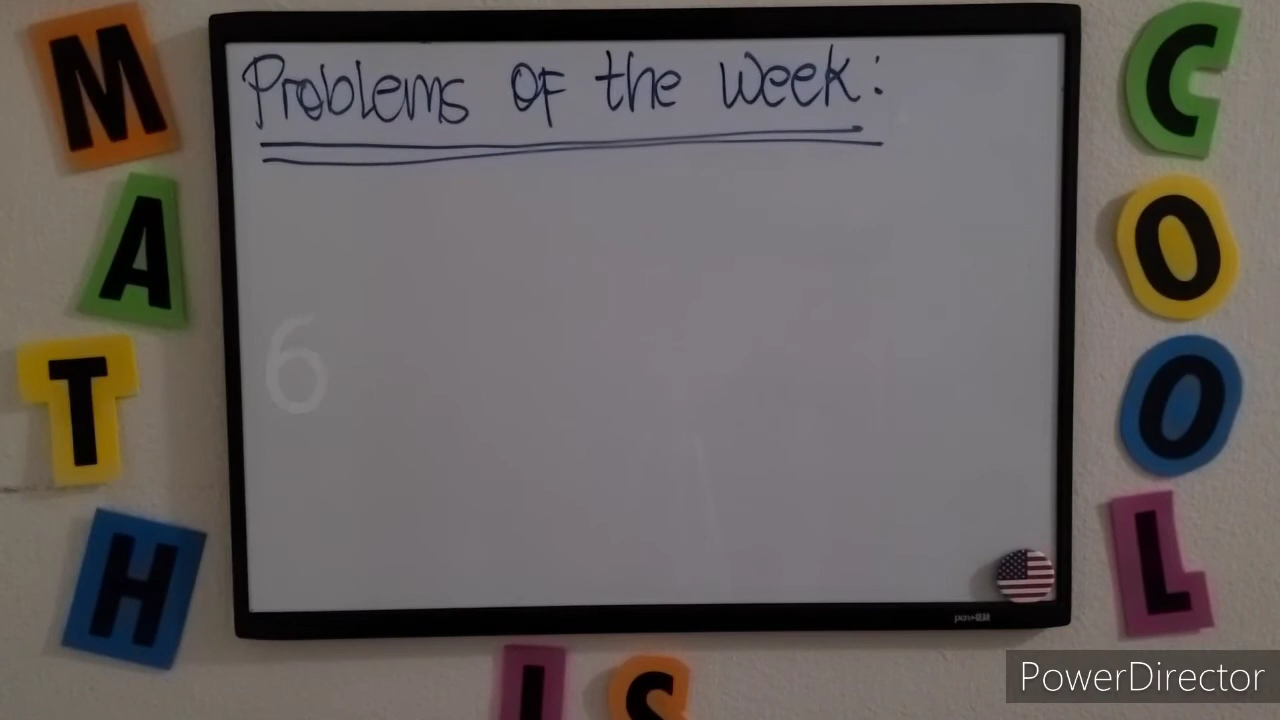 MATH
Problems of the week:
6
COOL
IS
PowerDirector